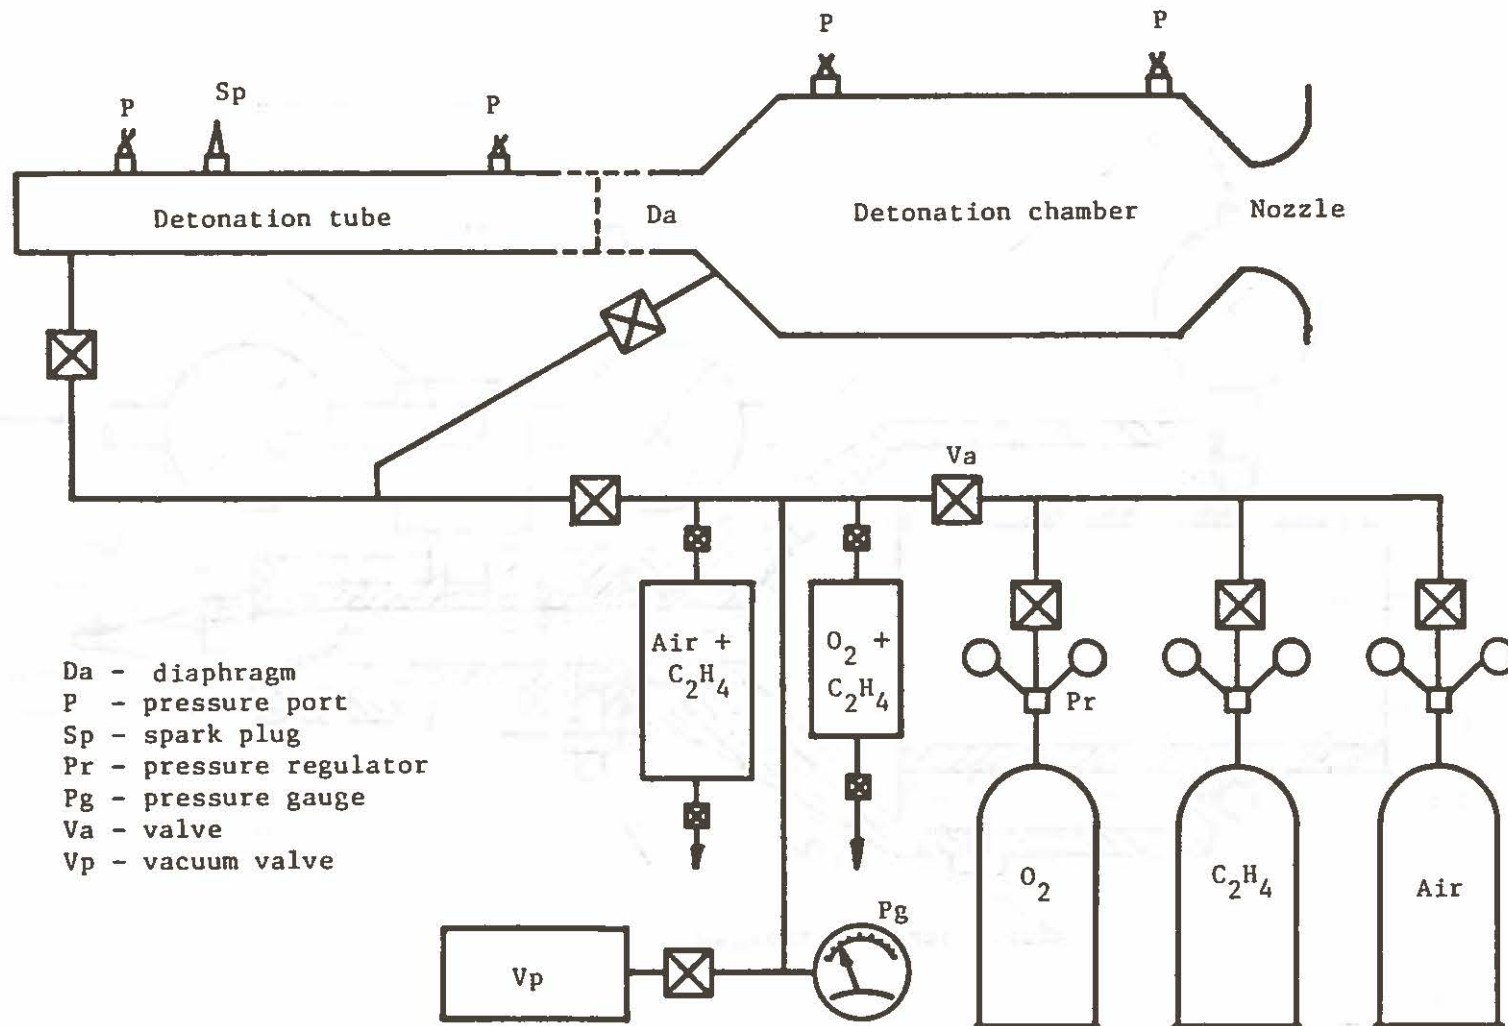 P
P
Sp
P
P
Detonation tube
Da
Detonation chamber
Nozzle
Va
Air +
C₂H₄
O₂ +
C₂H₄
Pr
Da - diaphragm
P - pressure port
Sp - spark plug
Pr - pressure regulator
Pg - pressure gauge
Va - valve
Vp - vacuum valve
O₂
C₂H₄
Air
Pg
Vp